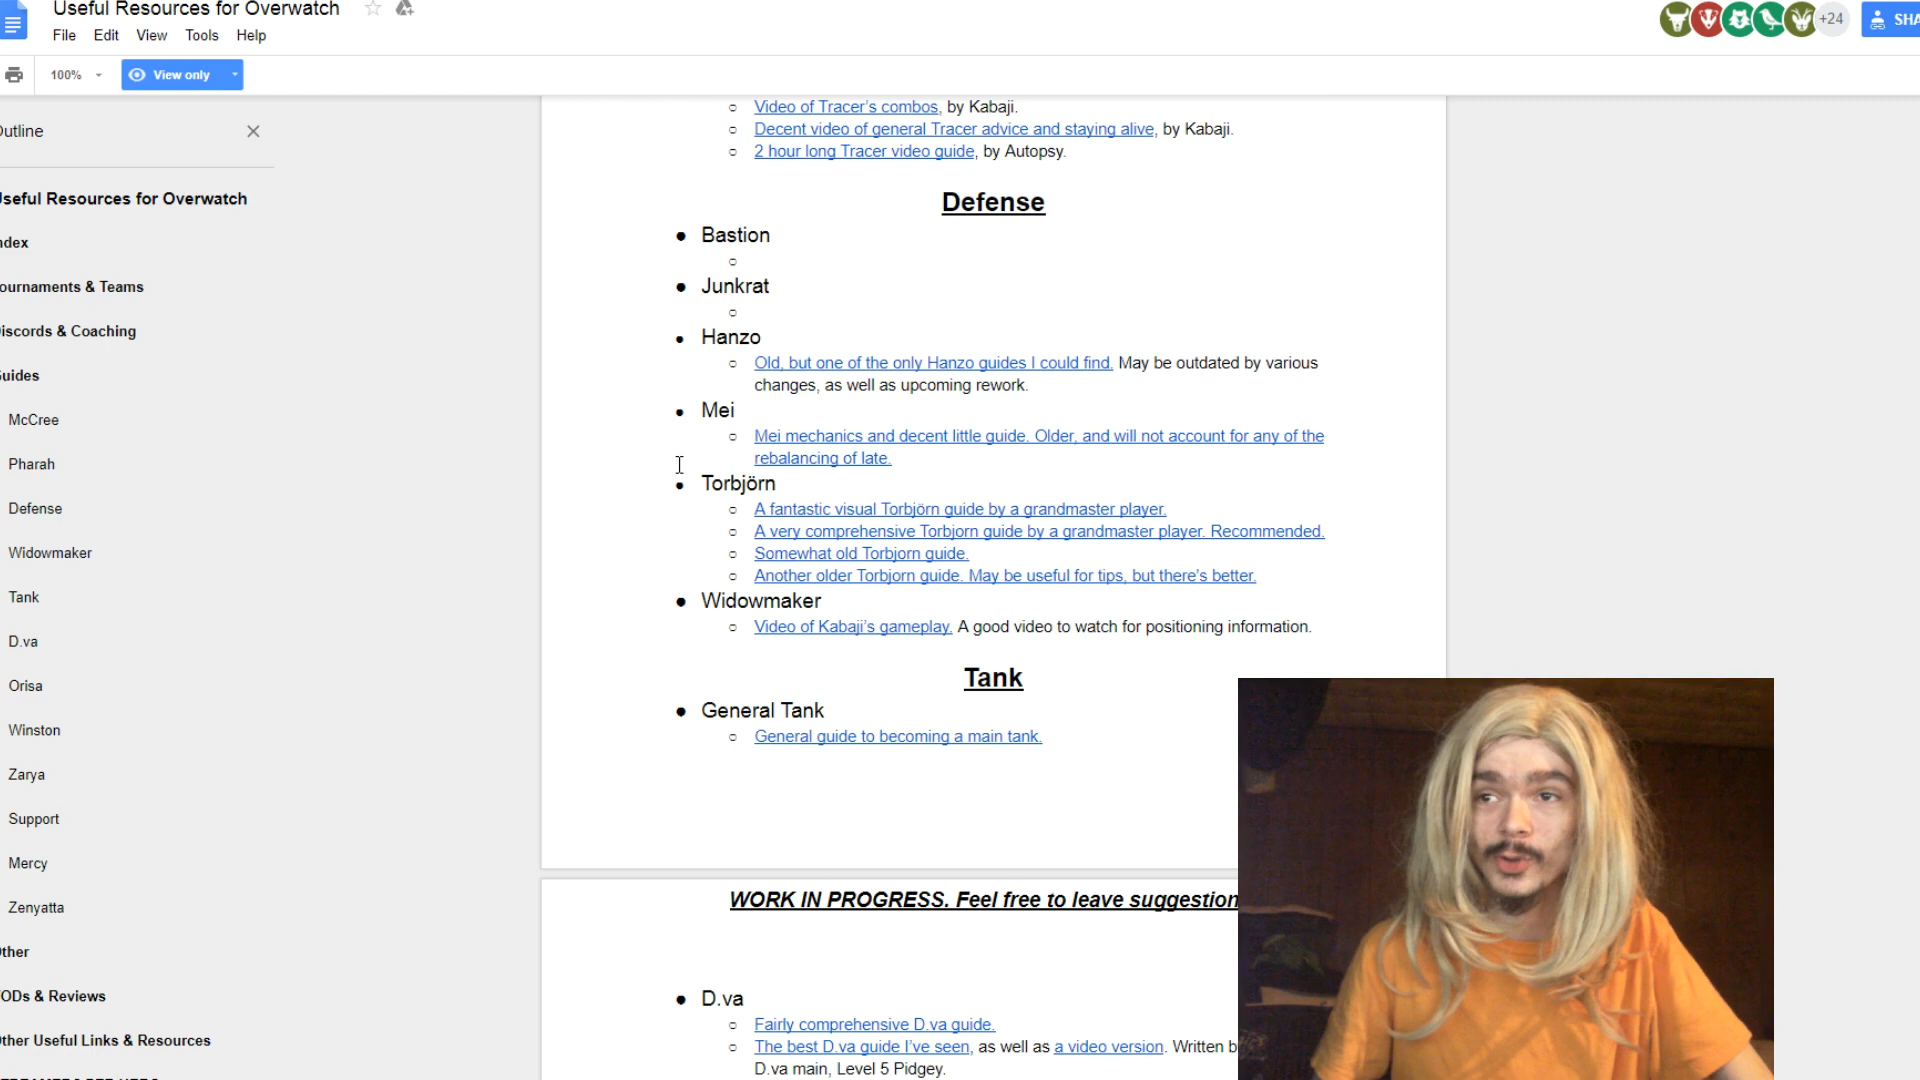 Useful Resources for Overwatch
File Edit View Tools Help
+24
SHA
100%
View only
Outline
Useful Resources for Overwatch
Index
Tournaments & Teams
Discords & Coaching
Guides
McCree
Pharah
Defense
Widowmaker
Tank
D.va
Orisa
Winston
Zarya
Support
Mercy
Zenyatta
Other
VODs & Reviews
Other Useful Links & Resources
Video of Tracer's combos, by Kabaji.
Decent video of general Tracer advice and staying alive, by Kabaji.
2 hour long Tracer video guide, by Autopsy.
Defense
Bastion
Junkrat
Hanzo
Old, but one of the only Hanzo guides I could find. May be outdated by various
changes, as well as upcoming rework.
Mei
Mei mechanics and decent little guide. Older, and will not account for any of the
rebalancing of late.
Torbjörn
A fantastic visual Torbjörn guide by a grandmaster player.
A very comprehensive Torbjorn guide by a grandmaster player. Recommended.
Somewhat old Torbjorn guide.
Another older Torbjorn guide. May be useful for tips, but there's better.
Widowmaker
Video of Kabaji's gameplay. A good video to watch for positioning information.
Tank
General Tank
General guide to becoming a main tank.
WORK IN PROGRESS. Feel free to leave suggestion
D.va
Fairly comprehensive D.va guide.
The best D.va guide I've seen, as well as a video version. Written b
D.va main, Level 5 Pidgey.